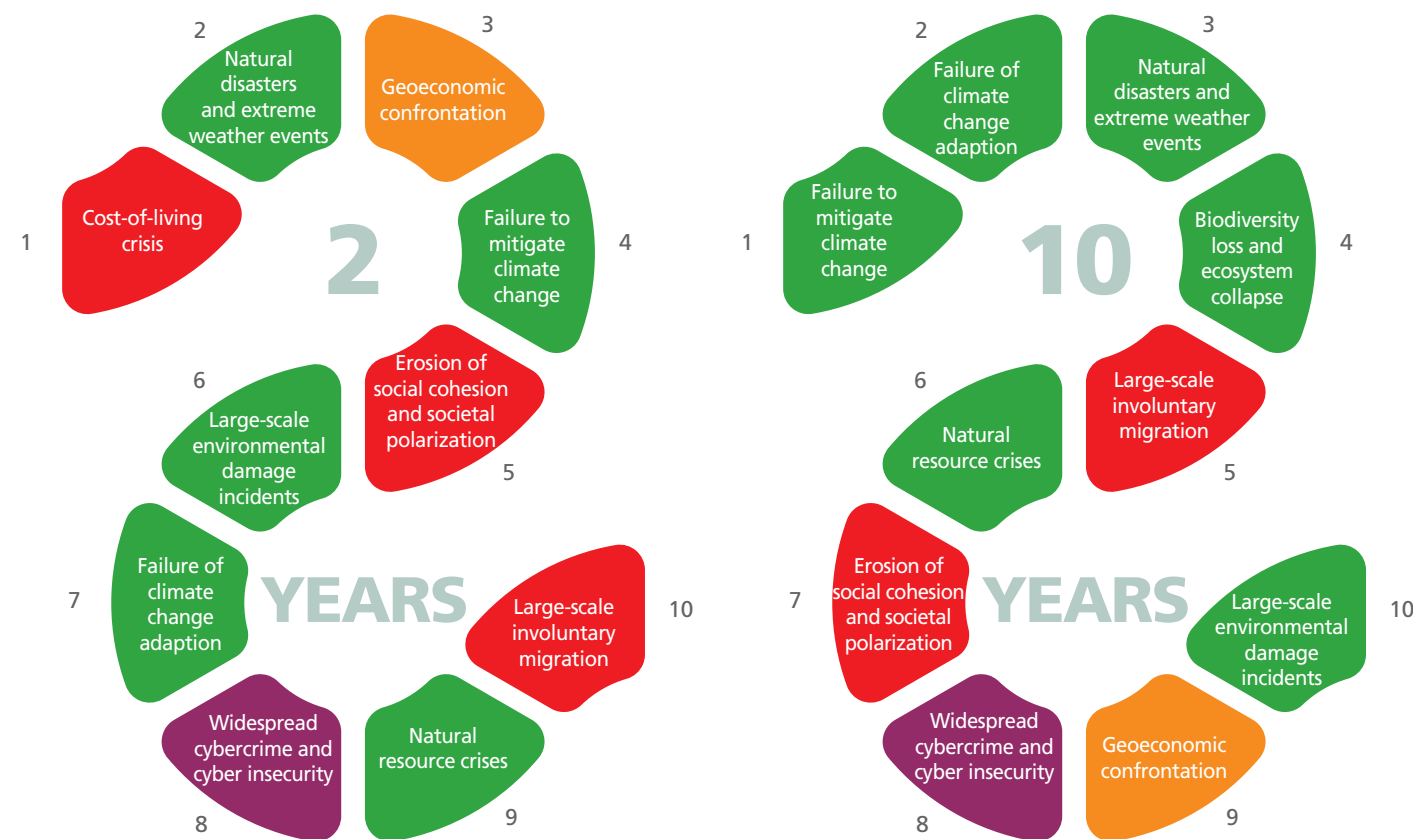 1
Cost-of-living
crisis
2
Natural
disasters
and extreme
weather events
3
Geoeconomic
confrontation
4
Failure to
mitigate
climate
change
5
Erosion of
social cohesion
and societal
polarization
6
Large-scale
environmental
damage
incidents
7
Failure of
climate
change
adaption
8
Widespread
cybercrime and
cyber insecurity
9
Natural
resource crises
10
Large-scale
involuntary
migration
2
YEARS
1
Failure to
mitigate
climate
change
2
Failure of
climate
change
adaption
3
Natural
disasters and
extreme weather
events
4
Biodiversity
loss and
ecosystem
collapse
5
Large-scale
involuntary
migration
6
Natural
resource crises
7
Erosion of
social cohesion
and societal
polarization
8
Widespread
cybercrime and
cyber insecurity
9
Geoeconomic
confrontation
10
Large-scale
environmental
damage
incidents
10
YEARS